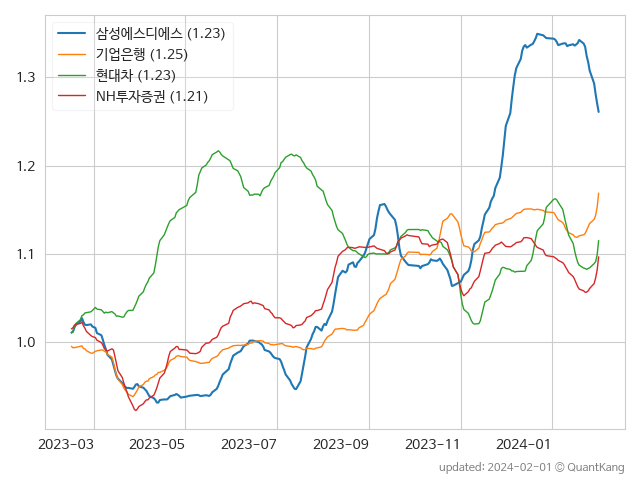 삼성에스디에스 (1.23)
기업은행 (1.25)
현대차 (1.23)
NH투자증권 (1.21)
1.3
1.2
1.1
1.0
2023-03 2023-05 2023-07 2023-09 2023-11 2024-01
updated: 2024-02-01 © QuantKang